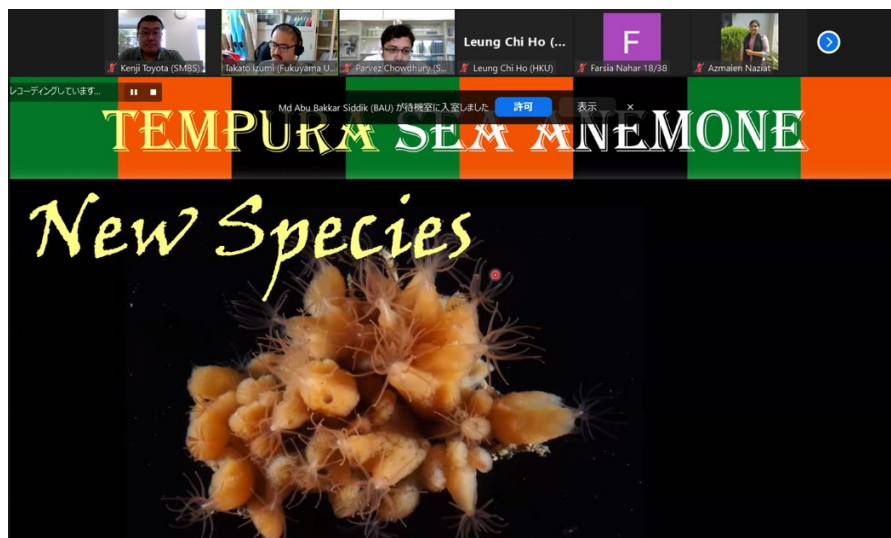 Kenji Toyota (SMBS)
Takato Izumi (Fukuyama U...
Parvez Chowdhury (S...
Leung Chi Ho (...
Leung Chi Ho (HKU)
F
Farsia Nahar 18/38
Azmaien Naziat
レコーディングしています...
Md Abu Bakkar Siddik (BAU) が待機室に入室しました
許可
表示
×
TEMPURA SEA ANEMONE
New Species